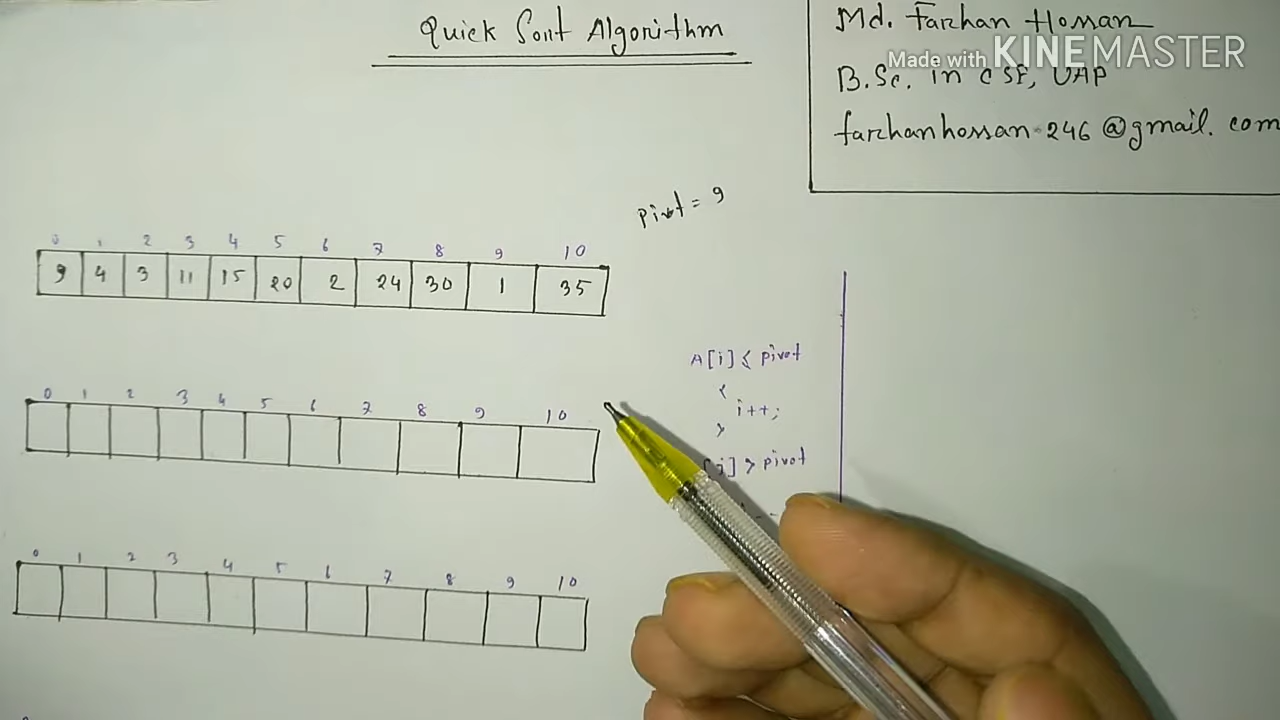 Quick Sort Algorithm
Md. Farhan Hossan
Made with KINEMASTER
B.Sc. in CSE, UAP
farhanhossan.246@gmail.com
pivot = 9
0 1 2 3 4 5 6 7 8 9 10
9 4 3 11 15 20 2 24 30 1 35
A[i] ≤ pivot
{
i++;
}
0 1 2 3 4 5 6 7 8 9 10
[j] > pivot
0 1 2 3 4 5 6 7 8 9 10